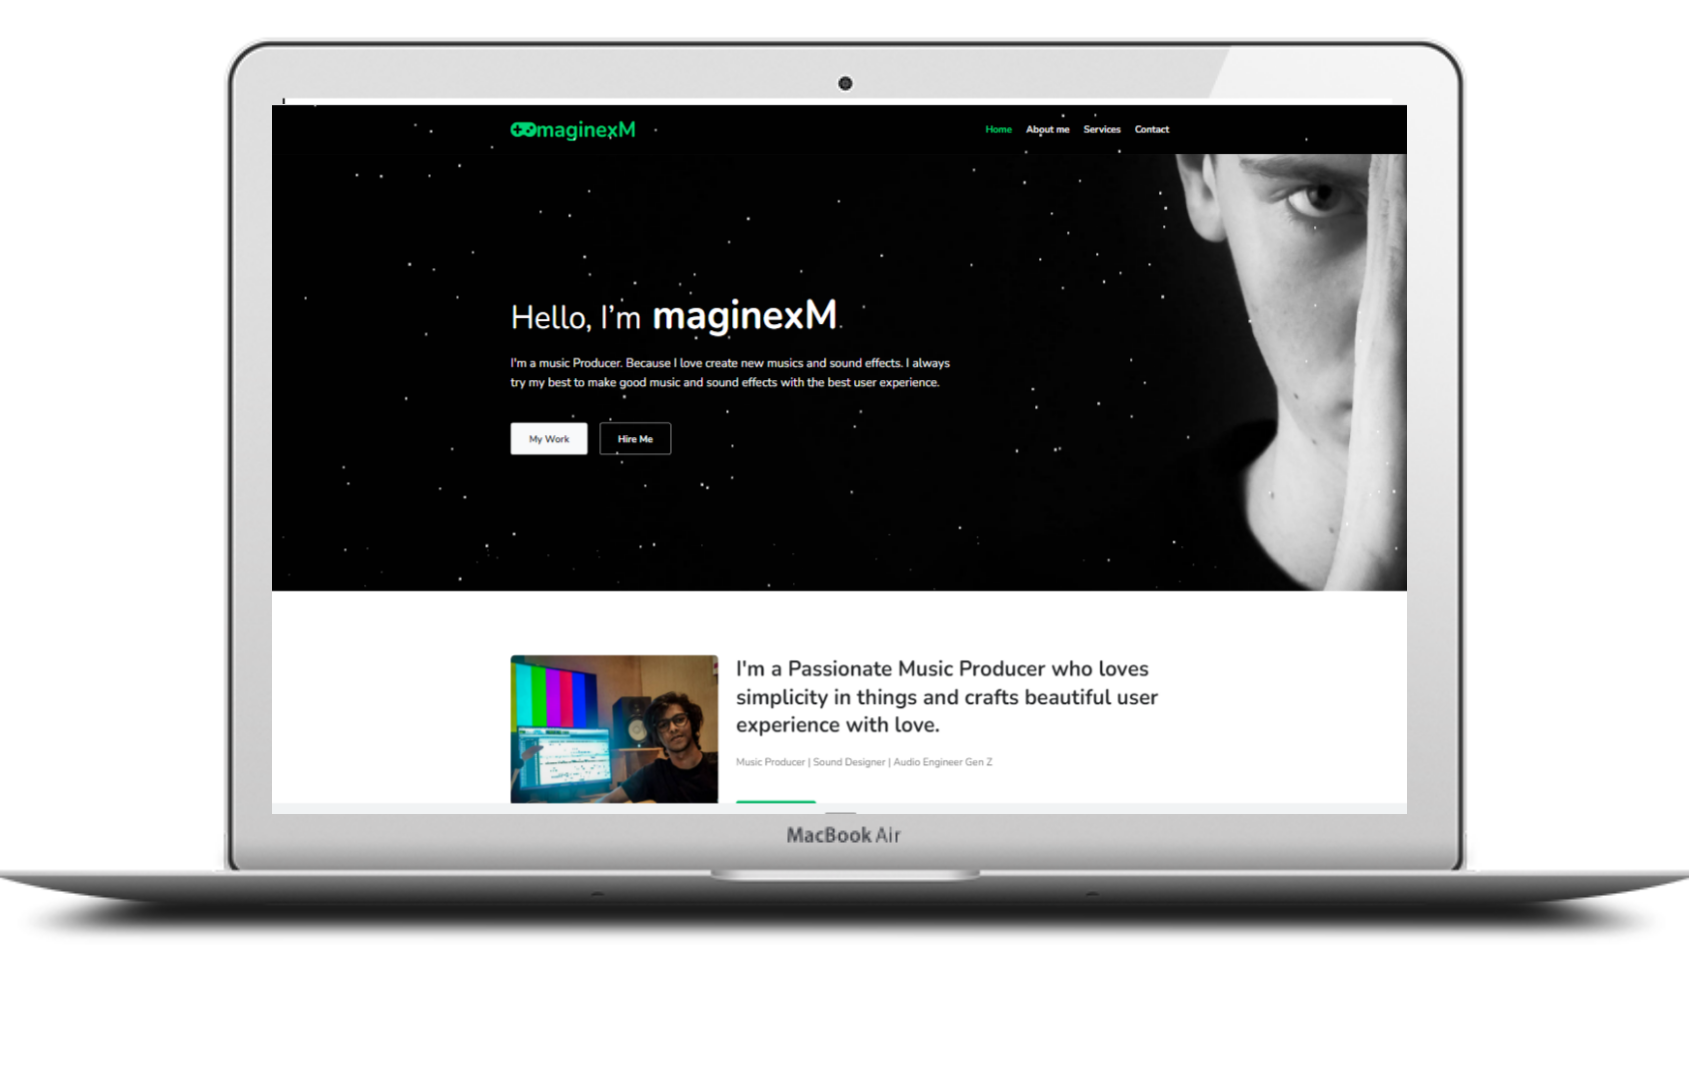 maginexM
Home About me Services Contact
Hello, I'm maginexM.
I'm a music Producer. Because I love create new musics and sound effects. I always
try my best to make good music and sound effects with the best user experience.
My Work Hire Me
I'm a Passionate Music Producer who loves
simplicity in things and crafts beautiful user
experience with love.
Music Producer | Sound Designer | Audio Engineer Gen Z
MacBook Air